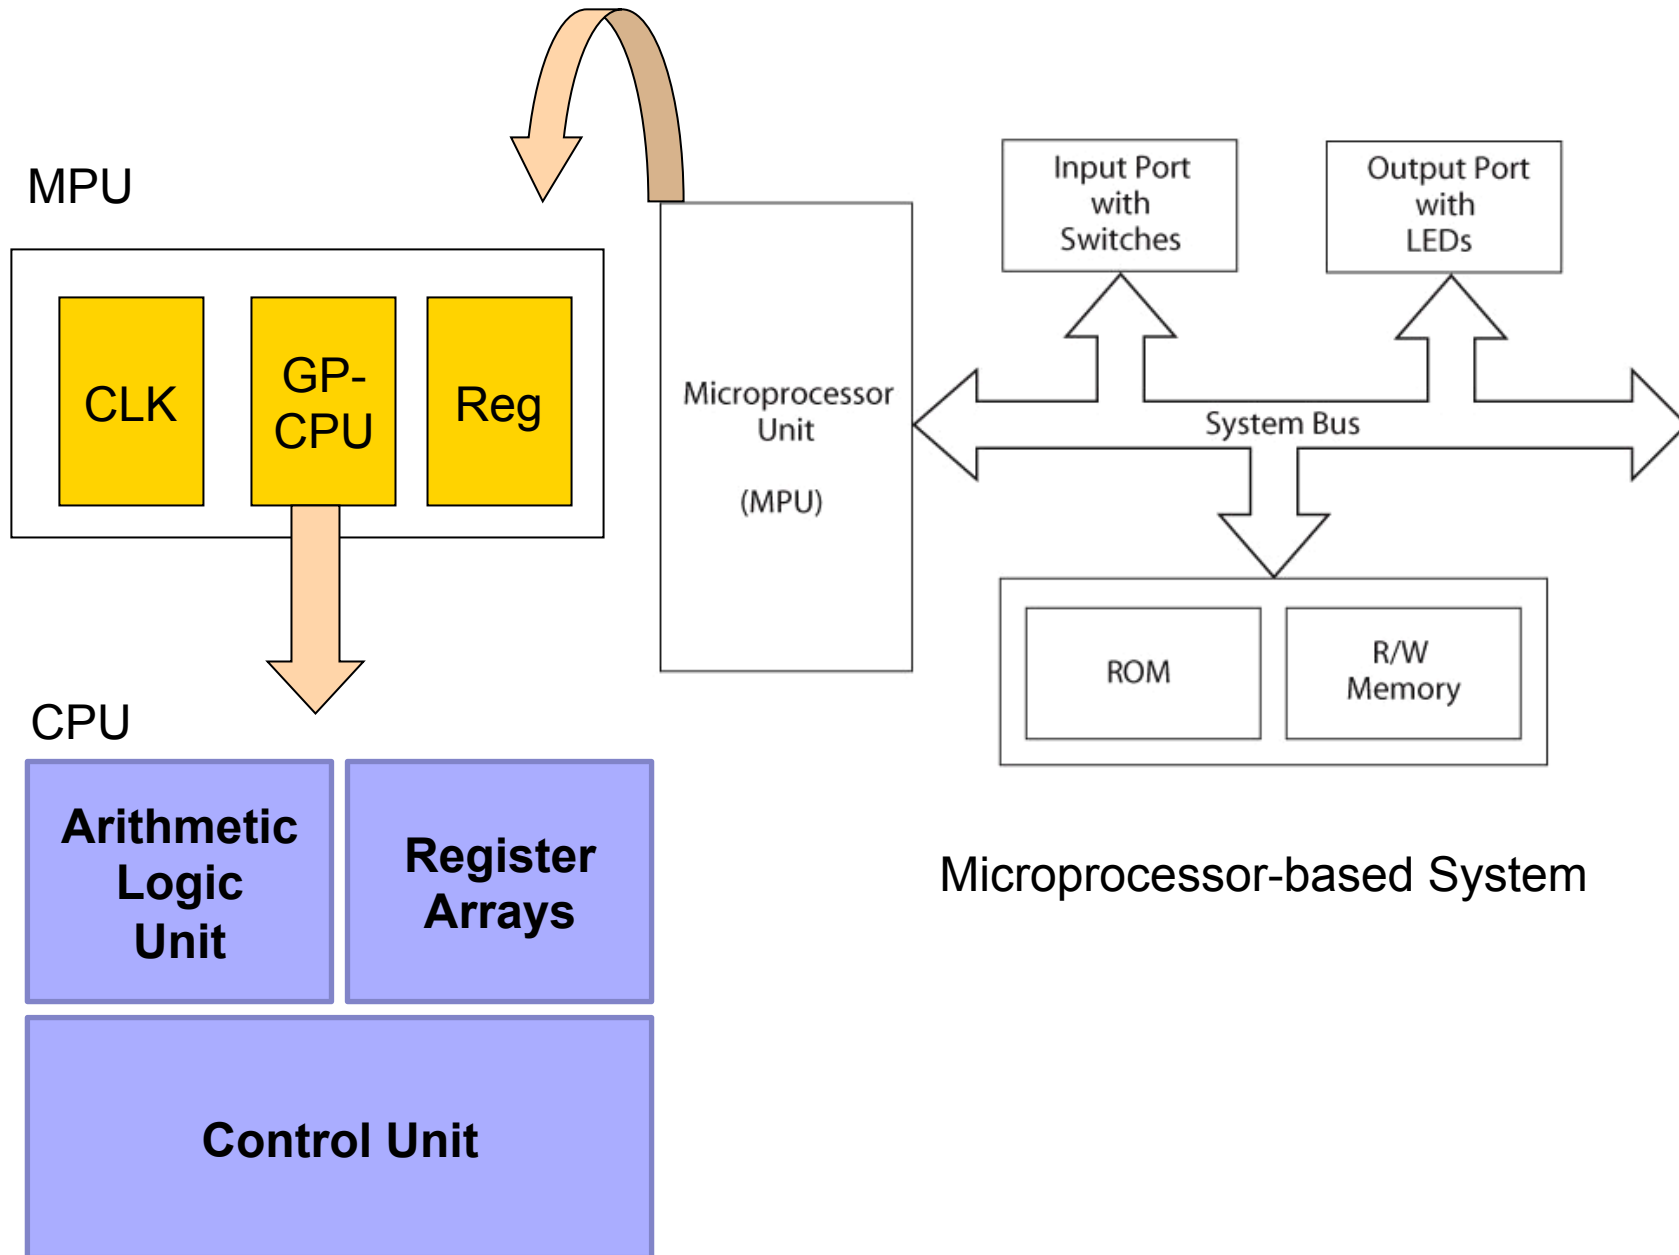 MPU
CLK
GP-
CPU
Reg
CPU
Arithmetic
Logic
Unit
Register
Arrays
Control Unit
Microprocessor
Unit
(MPU)
Input Port
with
Switches
Output Port
with
LEDs
System Bus
ROM
R/W
Memory
Microprocessor-based System